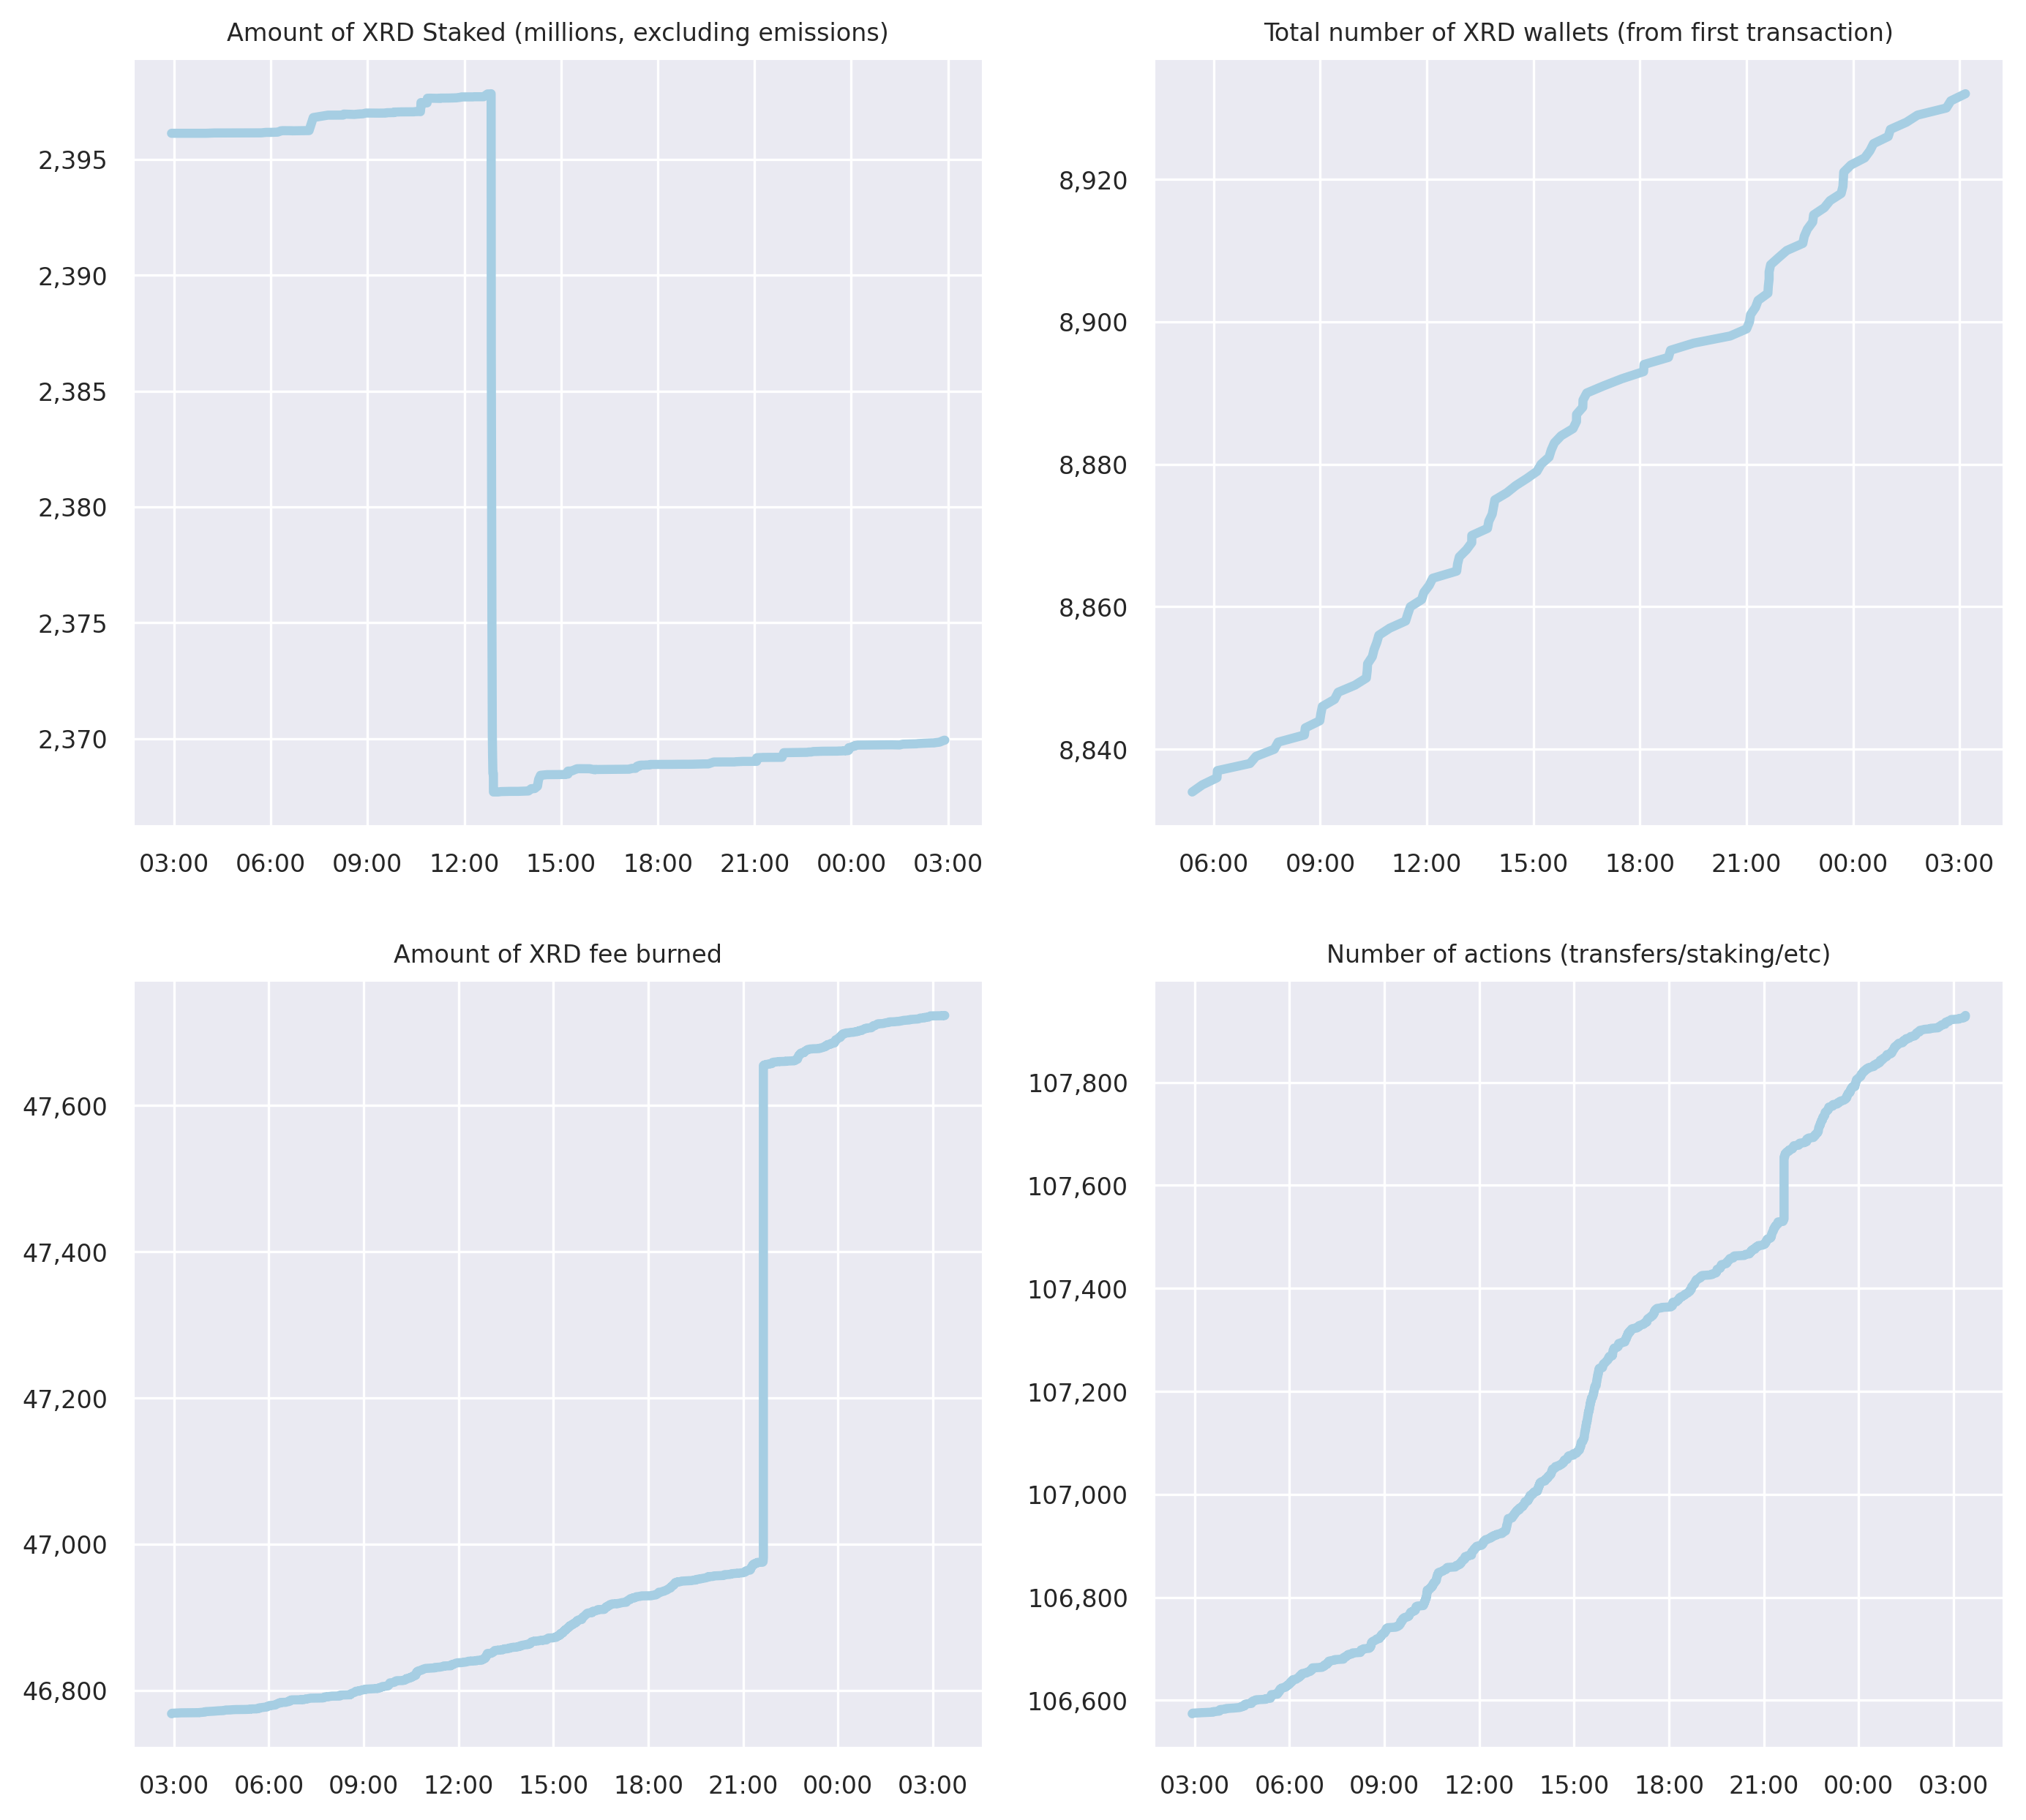 Amount of XRD Staked (millions, excluding emissions)
2,395
2,390
2,385
2,380
2,375
2,370
03:00 06:00 09:00 12:00 15:00 18:00 21:00 00:00 03:00
Total number of XRD wallets (from first transaction)
8,920
8,900
8,880
8,860
8,840
06:00 09:00 12:00 15:00 18:00 21:00 00:00 03:00
Amount of XRD fee burned
47,600
47,400
47,200
47,000
46,800
03:00 06:00 09:00 12:00 15:00 18:00 21:00 00:00 03:00
Number of actions (transfers/staking/etc)
107,800
107,600
107,400
107,200
107,000
106,800
106,600
03:00 06:00 09:00 12:00 15:00 18:00 21:00 00:00 03:00